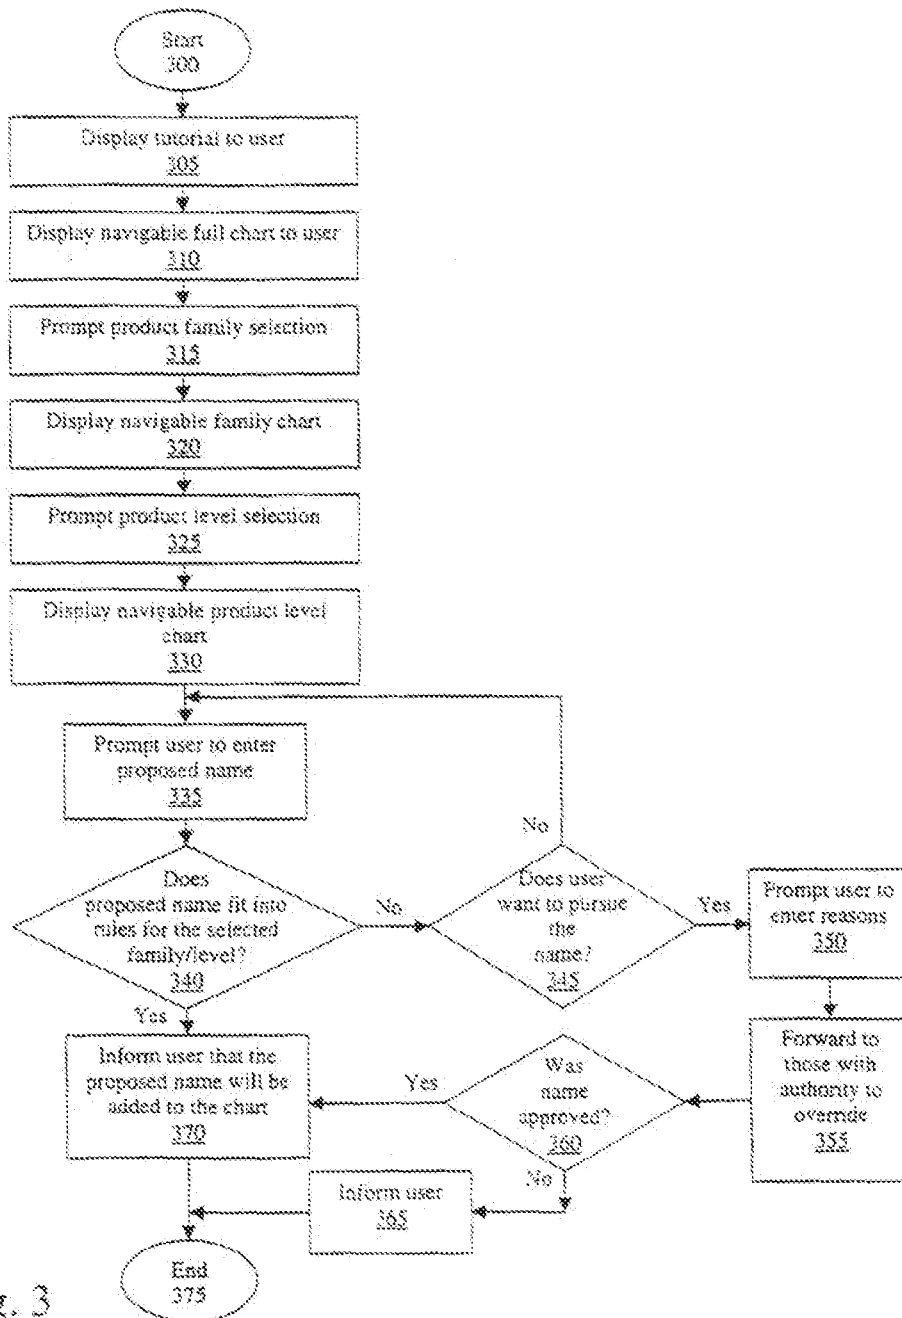 Start
300
Display tutorial to user
305
Display navigable full chart to user
310
Prompt product family selection
315
Display navigable family chart
320
Prompt product level selection
325
Display navigable product level
chart
330
Prompt user to enter
proposed name
335
Does
proposed name fit into
rules for the selected
family/level?
340
No
Yes
Does user
want to pursue
the
name?
345
No
Yes
Prompt user to
enter reasons
350
Forward to
those with
authority to
override
355
Was
name
approved?
360
Yes
No
Inform user that the
proposed name will be
added to the chart
370
Inform user
365
End
375
g. 3